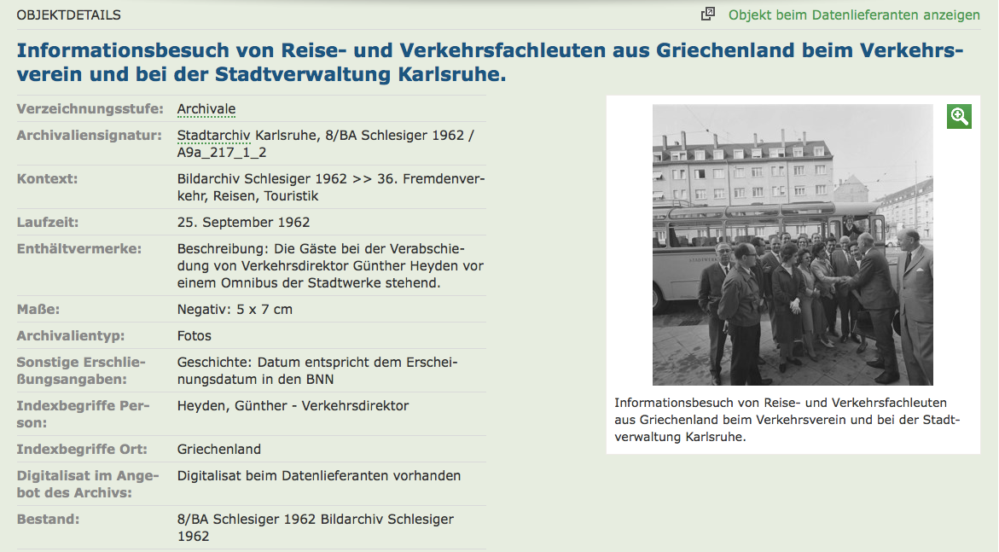 OBJEKTDETAILS
Objekt beim Datenlieferanten anzeigen
Informationsbesuch von Reise- und Verkehrsfachleuten aus Griechenland beim Verkehrs-
verein und bei der Stadtverwaltung Karlsruhe.
Verzeichnungsstufe: Archivale
Archivaliensignatur: Stadtarchiv Karlsruhe, 8/BA Schlesiger 1962 /
A9a_217_1_2
Kontext: Bildarchiv Schlesiger 1962 >> 36. Fremdenver-
kehr, Reisen, Touristik
Laufzeit: 25. September 1962
Enthältvermerke: Beschreibung: Die Gäste bei der Verabschie-
dung von Verkehrsdirektor Günther Heyden vor
einem Omnibus der Stadtwerke stehend.
Maße: Negativ: 5 x 7 cm
Archivalientyp: Fotos
Sonstige Erschlie- Geschichte: Datum entspricht dem Erschei-
ßungsangaben: nungsdatum in den BNN
Indexbegriffe Per- Heyden, Günther - Verkehrsdirektor
son:
Indexbegriffe Ort: Griechenland
Digitalisat im Ange- Digitalisat beim Datenlieferanten vorhanden
bot des Archivs:
Bestand: 8/BA Schlesiger 1962 Bildarchiv Schlesiger
1962
Informationsbesuch von Reise- und Verkehrsfachleuten
aus Griechenland beim Verkehrsverein und bei der Stadt-
verwaltung Karlsruhe.